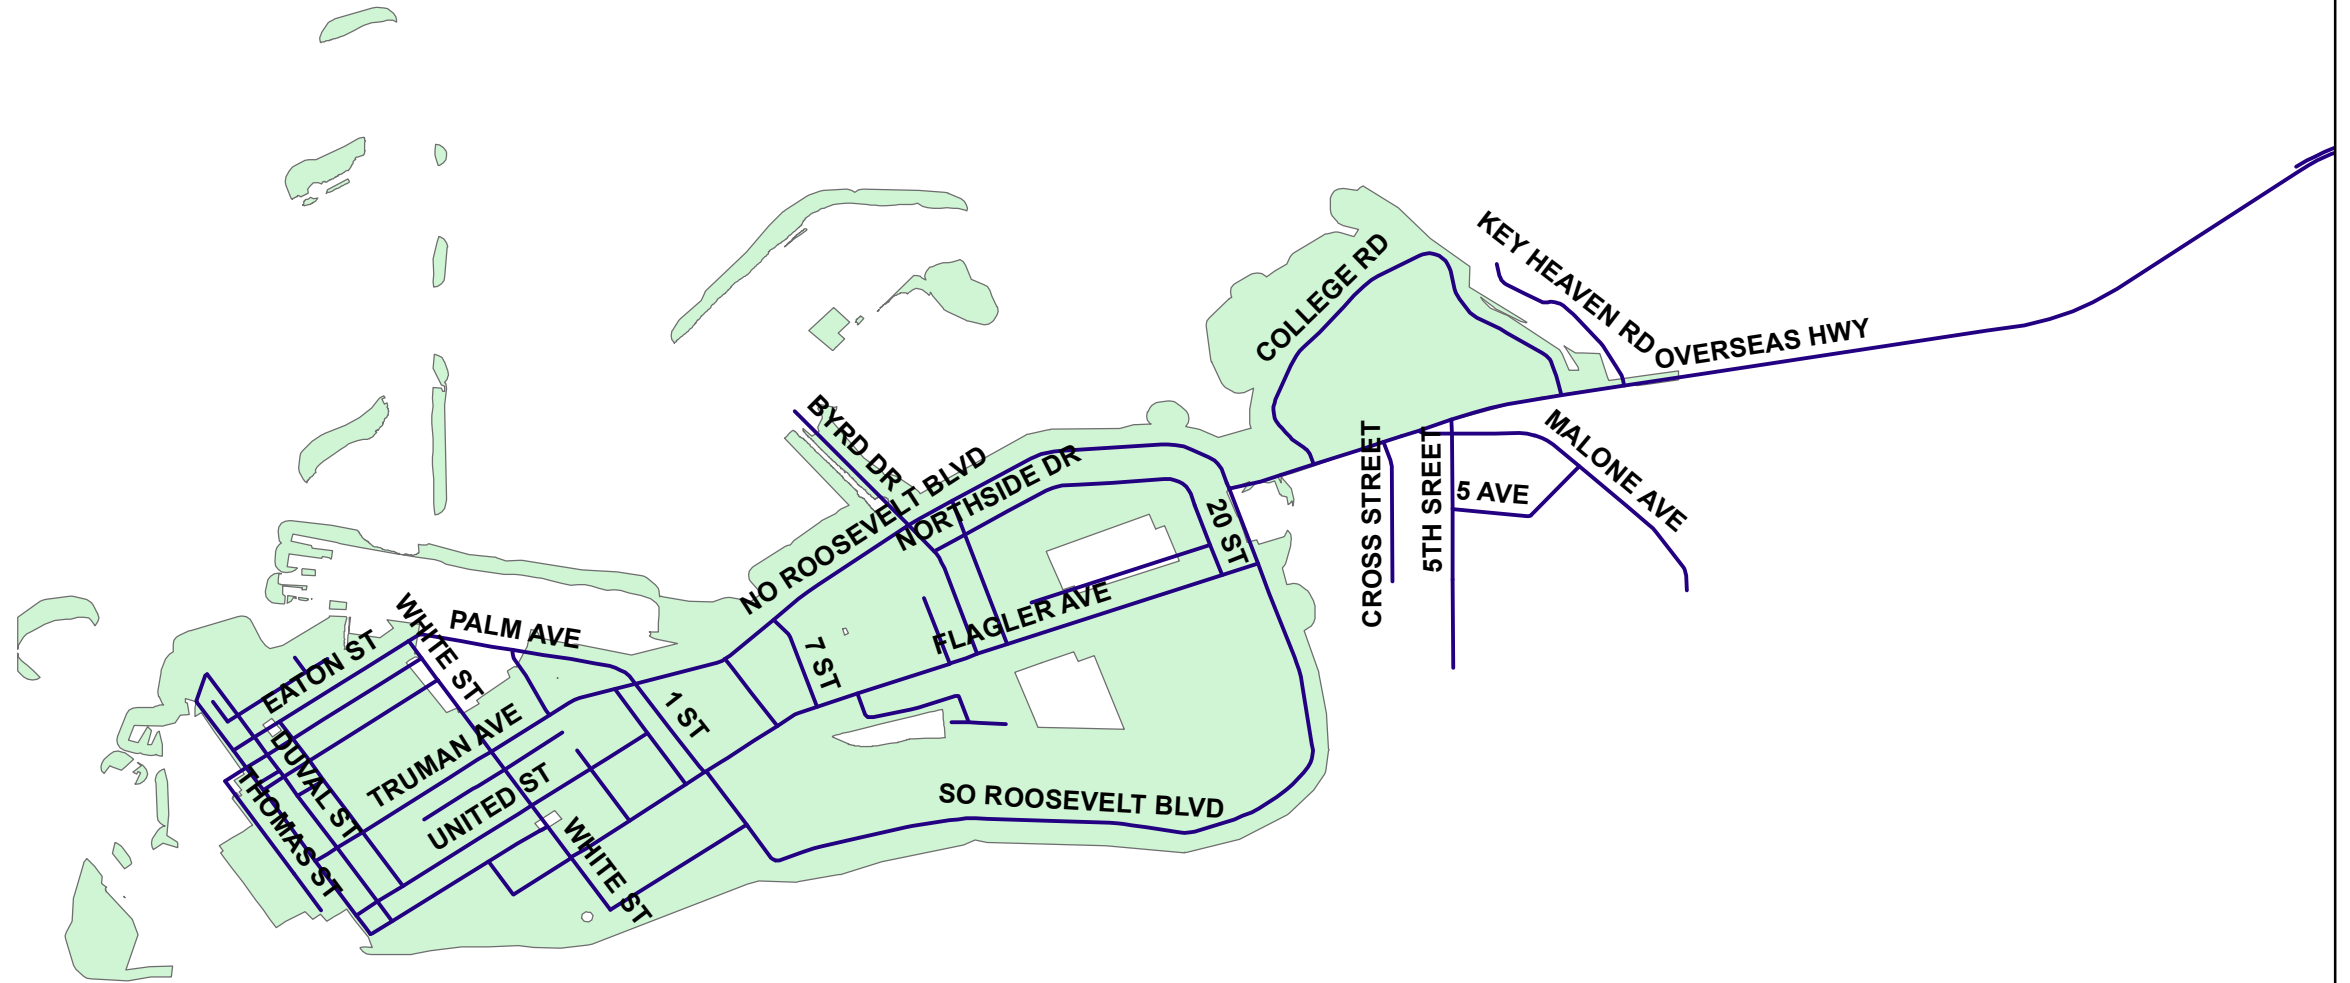 KEY HEAVEN RD
COLLEGE RD
OVERSEAS HWY
BYRD DR
NO ROOSEVELT BLVD
NORTHSIDE DR
CROSS STREET
5TH SREET
5 AVE
MALONE AVE
20 ST
FLAGLER AVE
WHITE ST
PALM AVE
EATON ST
7 ST
1 ST
TRUMAN AVE
DUVAL ST
THOMAS ST
UNITED ST
WHITE ST
SO ROOSEVELT BLVD